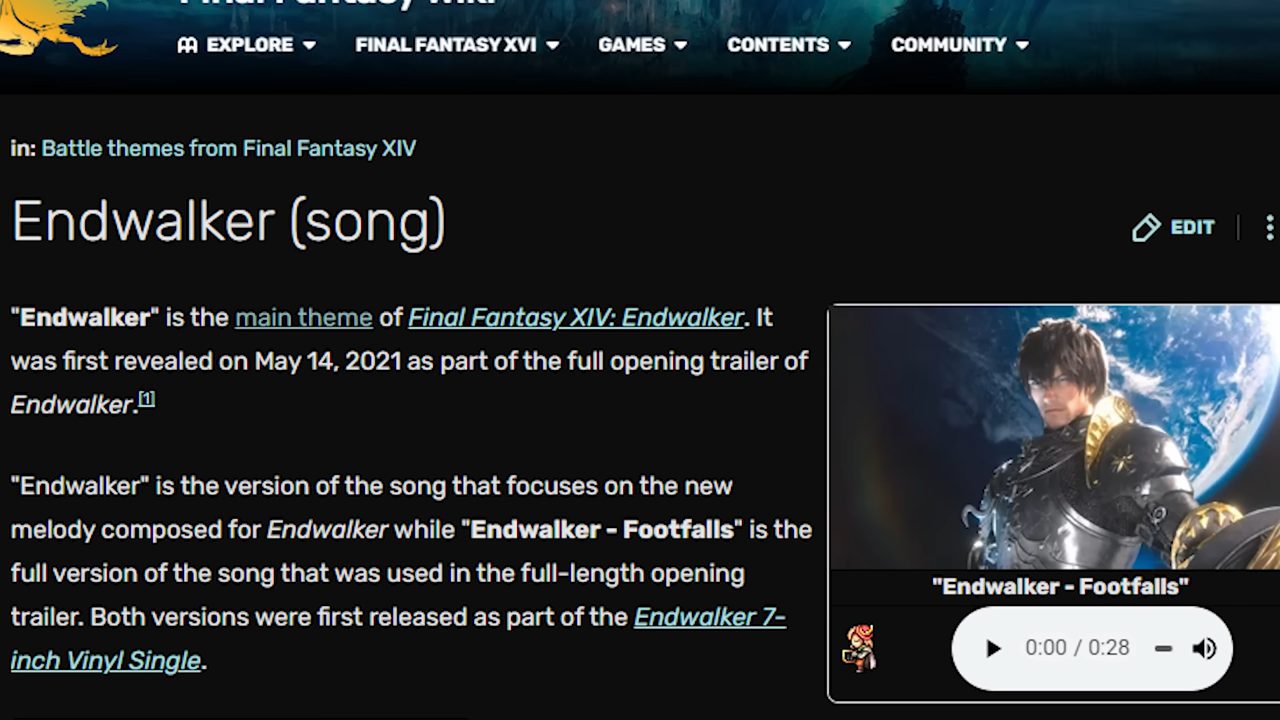 Final Fantasy Wiki
EXPLORE FINAL FANTASY XVI GAMES CONTENTS COMMUNITY
in: Battle themes from Final Fantasy XIV
Endwalker (song)
EDIT
"Endwalker" is the main theme of Final Fantasy XIV: Endwalker. It
was first revealed on May 14, 2021 as part of the full opening trailer of
Endwalker.[1]
"Endwalker" is the version of the song that focuses on the new
melody composed for Endwalker while "Endwalker - Footfalls" is the
full version of the song that was used in the full-length opening
trailer. Both versions were first released as part of the Endwalker 7-
inch Vinyl Single.
"Endwalker - Footfalls"
0:00 / 0:28